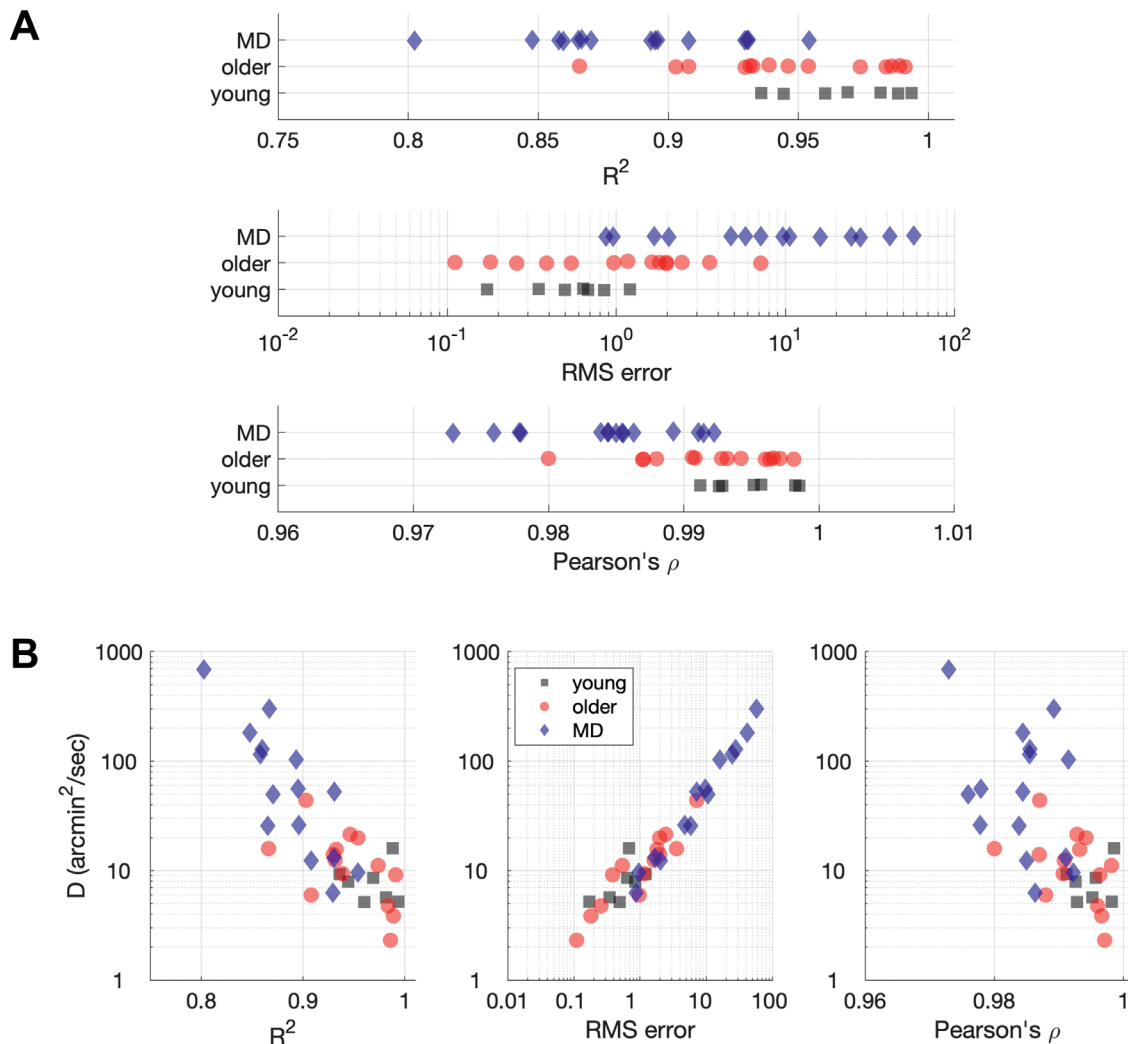 A
MD
older
young
0.75 0.8 0.85 0.9 0.95 1
R²
MD
older
young
10⁻² 10⁻¹ 10⁰ 10¹ 10²
RMS error
MD
older
young
0.96 0.97 0.98 0.99 1 1.01
Pearson's ρ
B
D (arcmin²/sec)
1000
100
10
1
0.8 0.9 1
R²
1000
100
10
1
young
older
MD
0.01 0.1 1 10 100
RMS error
1000
100
10
1
0.96 0.98 1
Pearson's ρ